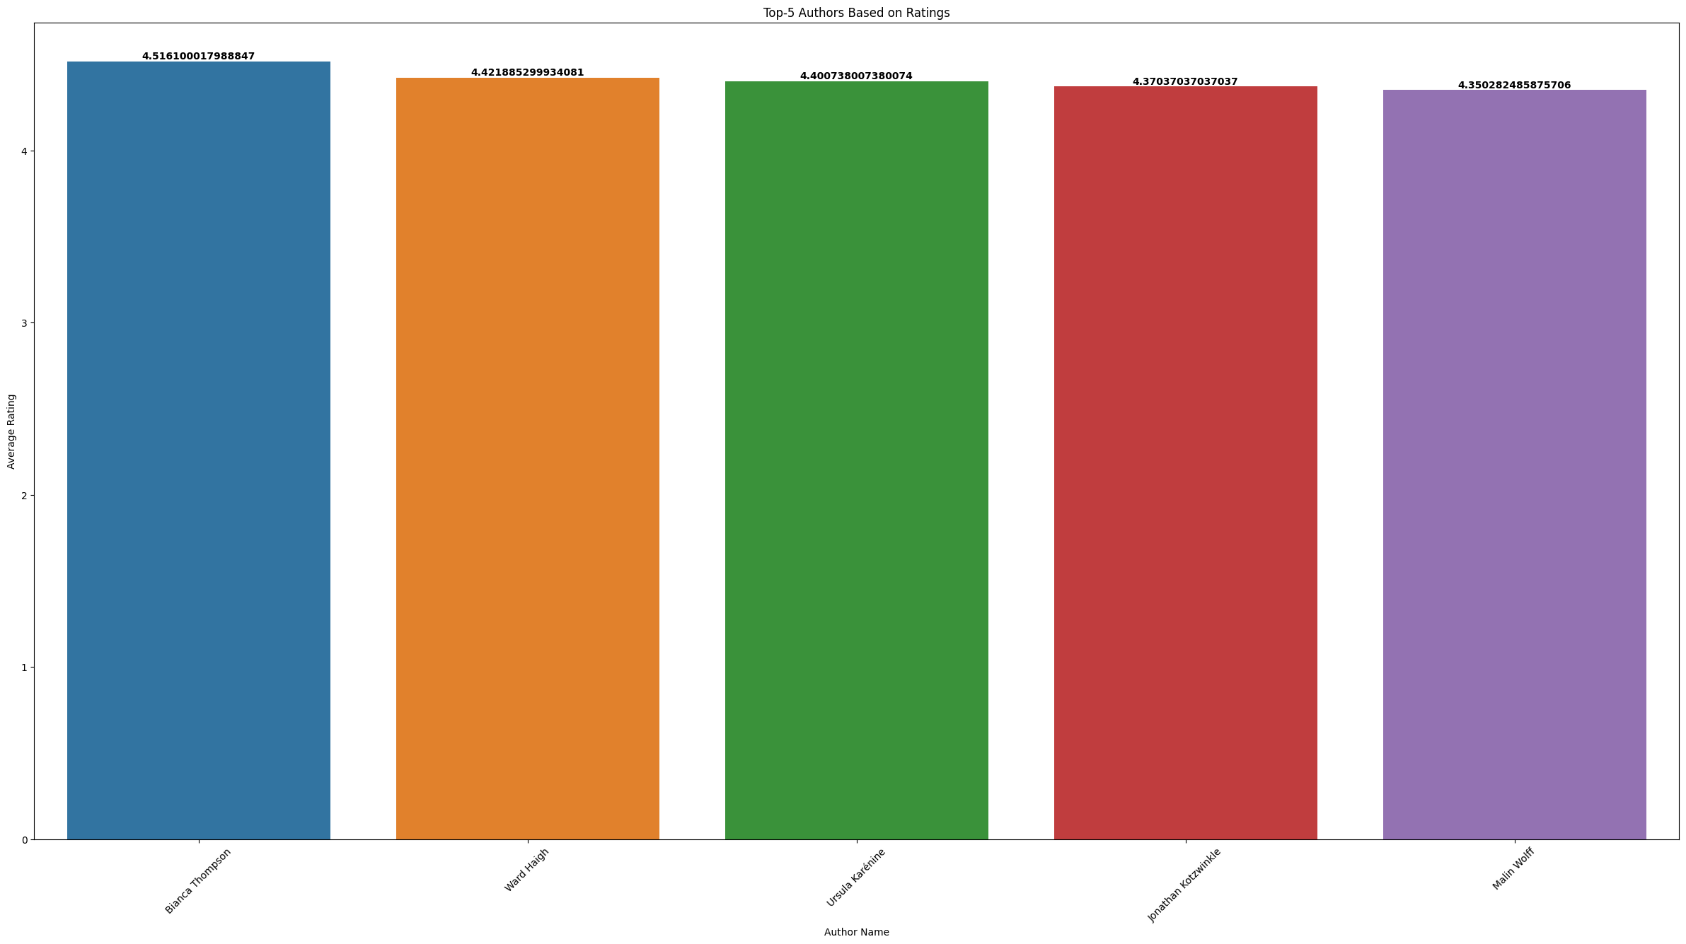 Top-5 Authors Based on Ratings
4.516100017988847
4.421885299934081
4.400738007380074
4.37037037037037
4.350282485875706
4
3
2
1
0
Average Rating
Bianca Thompson
Ward Haigh
Ursula Karénine
Jonathan Kotzwinkle
Malin Wolff
Author Name